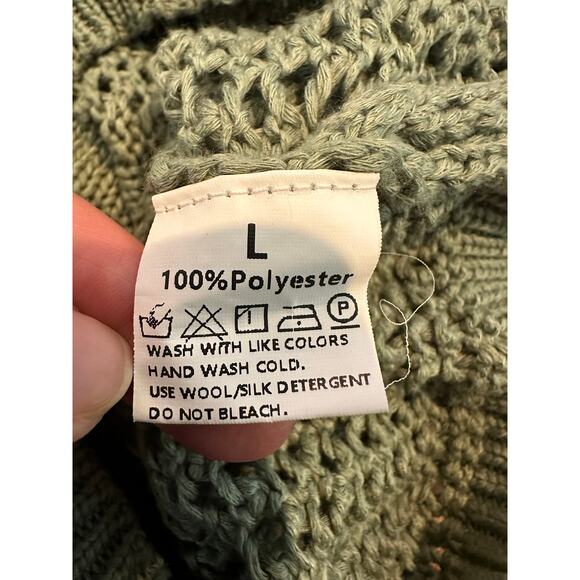 L
100%Polyester
P
WASH WITH LIKE COLORS
HAND WASH COLD.
USE WOOL/SILK DETERGENT
DO NOT BLEACH.